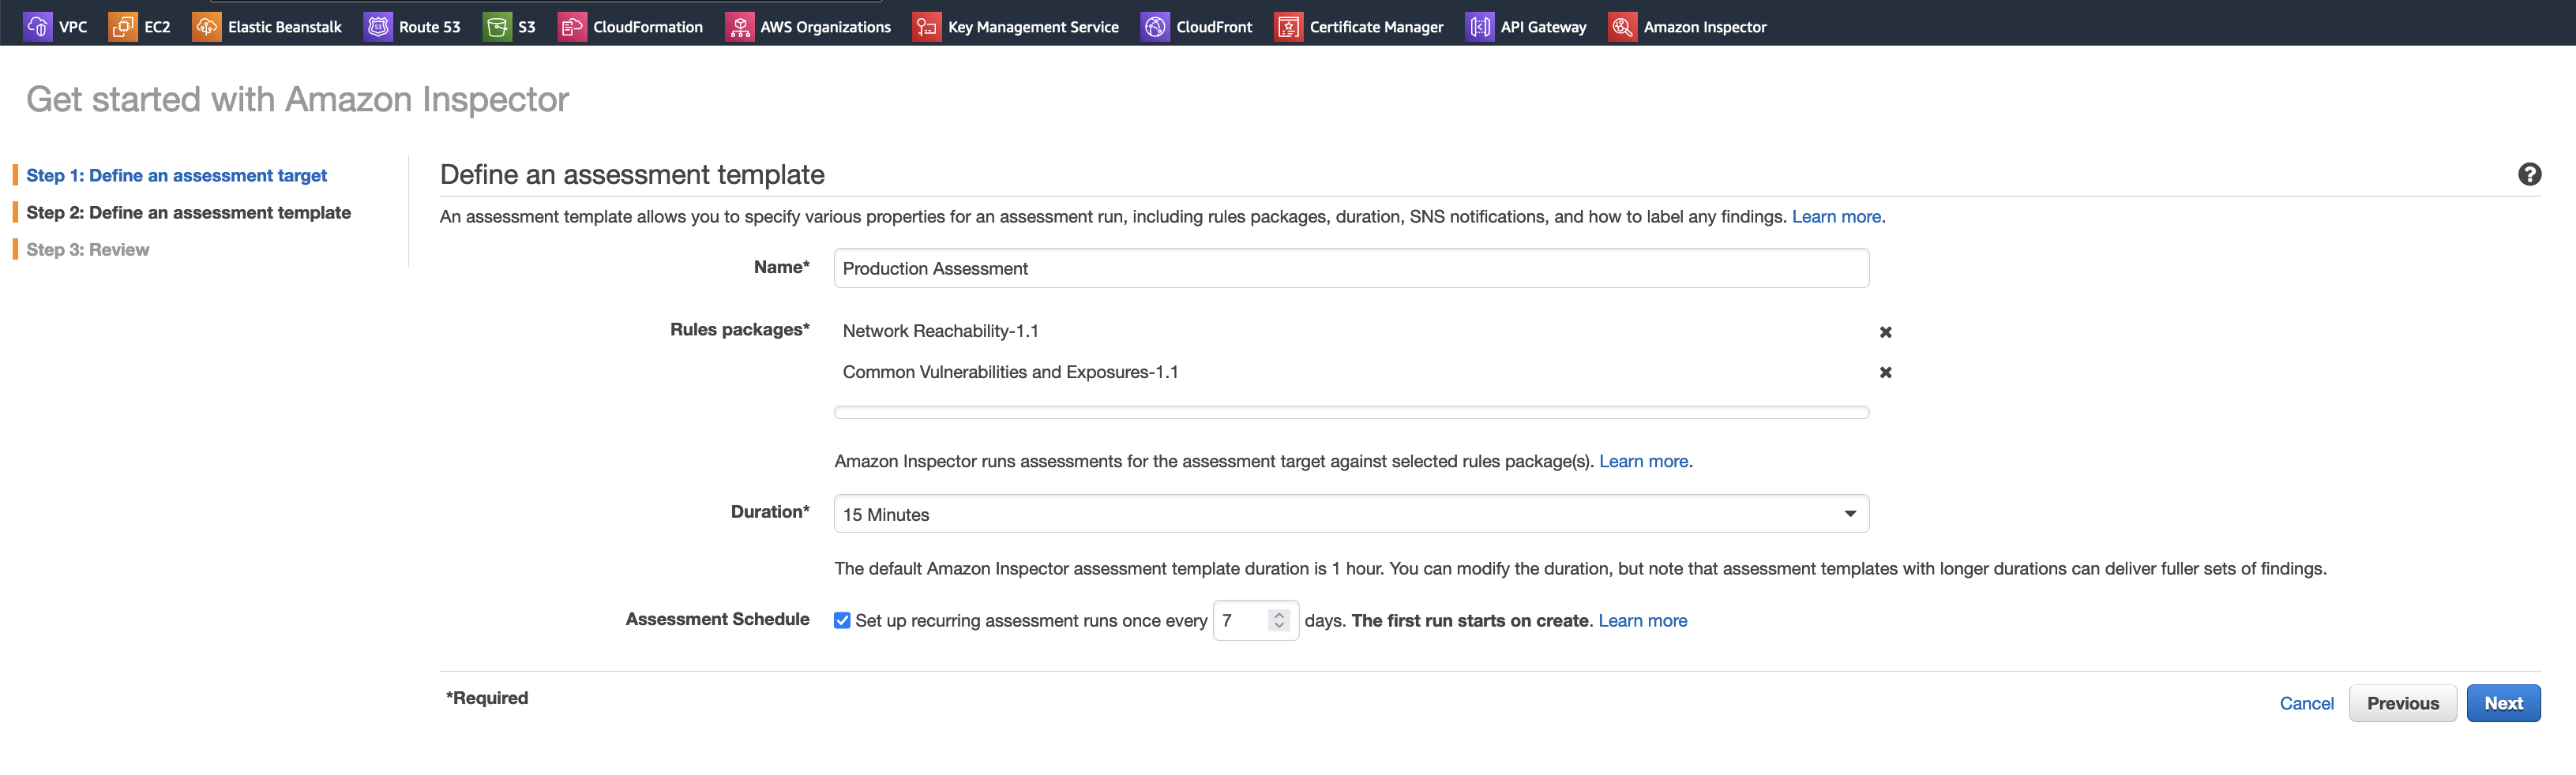 VPC EC2 Elastic Beanstalk Route 53 S3 CloudFormation AWS Organizations Key Management Service CloudFront Certificate Manager API Gateway Amazon Inspector
Get started with Amazon Inspector
Step 1: Define an assessment target
Step 2: Define an assessment template
Step 3: Review
Define an assessment template
An assessment template allows you to specify various properties for an assessment run, including rules packages, duration, SNS notifications, and how to label any findings. Learn more.
Name* Production Assessment
Rules packages* Network Reachability-1.1
Common Vulnerabilities and Exposures-1.1
Amazon Inspector runs assessments for the assessment target against selected rules package(s). Learn more.
Duration* 15 Minutes
The default Amazon Inspector assessment template duration is 1 hour. You can modify the duration, but note that assessment templates with longer durations can deliver fuller sets of findings.
Assessment Schedule Set up recurring assessment runs once every 7 days. The first run starts on create. Learn more
*Required
Cancel Previous Next